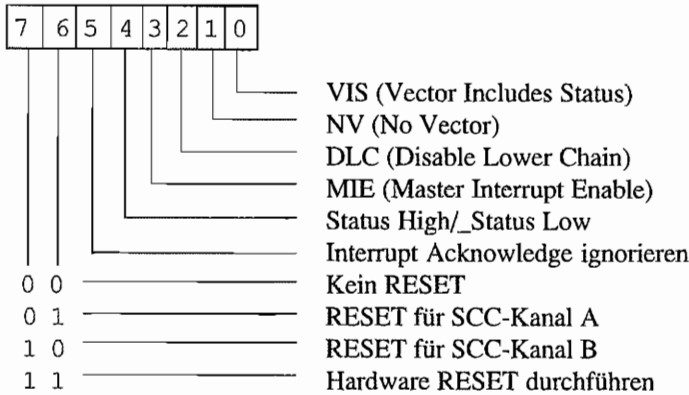 7 6 5 4 3 2 1 0
VIS (Vector Includes Status)
NV (No Vector)
DLC (Disable Lower Chain)
MIE (Master Interrupt Enable)
Status High/_Status Low
Interrupt Acknowledge ignorieren
0 0 Kein RESET
0 1 RESET für SCC-Kanal A
1 0 RESET für SCC-Kanal B
1 1 Hardware RESET durchführen